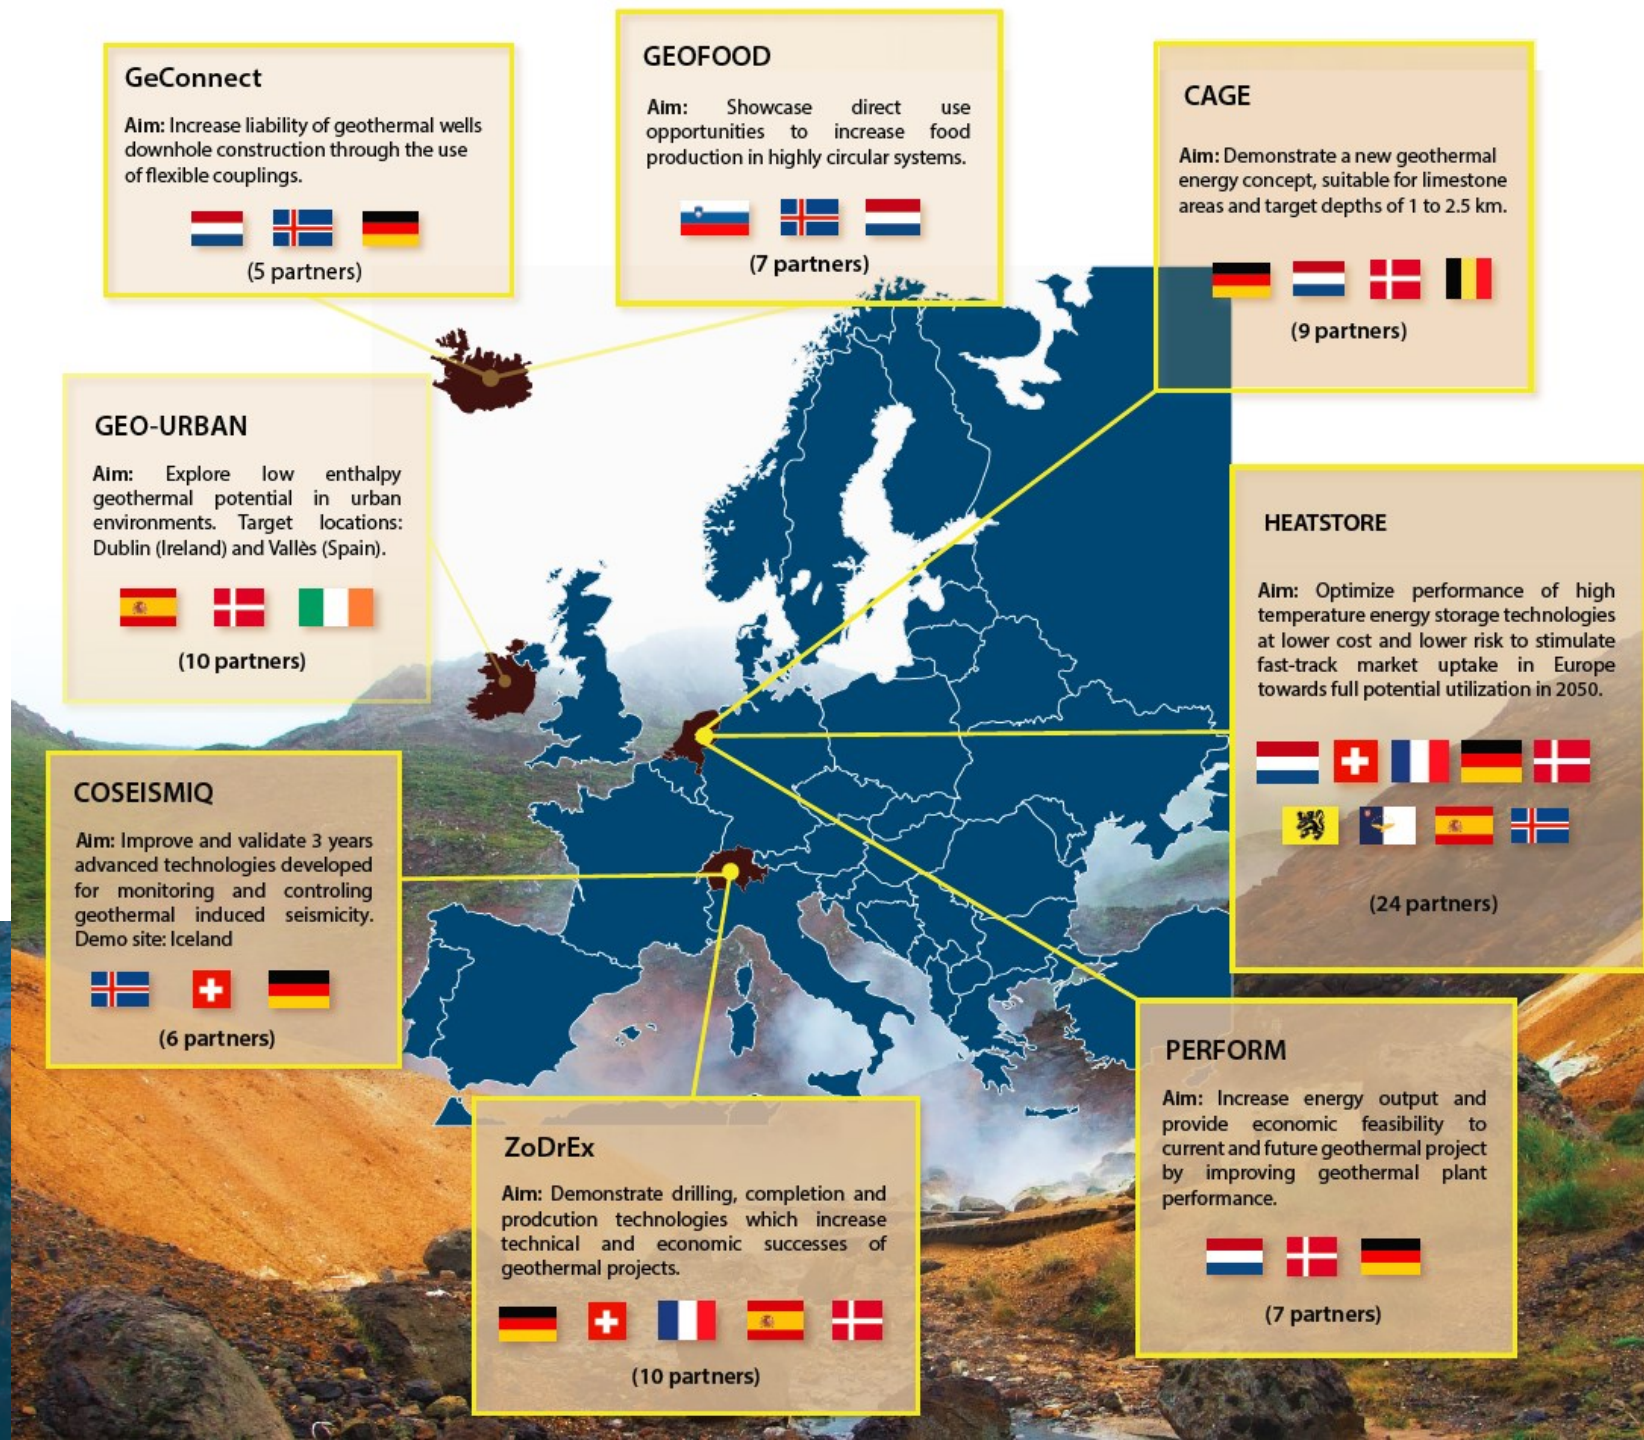 GeConnect
Aim: Increase liability of geothermal wells
downhole construction through the use
of flexible couplings.
(5 partners)
GEOFOOD
Aim: Showcase direct use
opportunities to increase food
production in highly circular systems.
(7 partners)
CAGE
Aim: Demonstrate a new geothermal
energy concept, suitable for limestone
areas and target depths of 1 to 2.5 km.
(9 partners)
GEO-URBAN
Aim: Explore low enthalpy
geothermal potential in urban
environments. Target locations:
Dublin (Ireland) and Vallès (Spain).
(10 partners)
HEATSTORE
Aim: Optimize performance of high
temperature energy storage technologies
at lower cost and lower risk to stimulate
fast-track market uptake in Europe
towards full potential utilization in 2050.
(24 partners)
COSEISMIQ
Aim: Improve and validate 3 years
advanced technologies developed
for monitoring and controling
geothermal induced seismicity.
Demo site: Iceland
(6 partners)
ZoDrEx
Aim: Demonstrate drilling, completion and
prodcution technologies which increase
technical and economic successes of
geothermal projects.
(10 partners)
PERFORM
Aim: Increase energy output and
provide economic feasibility to
current and future geothermal project
by improving geothermal plant
performance.
(7 partners)